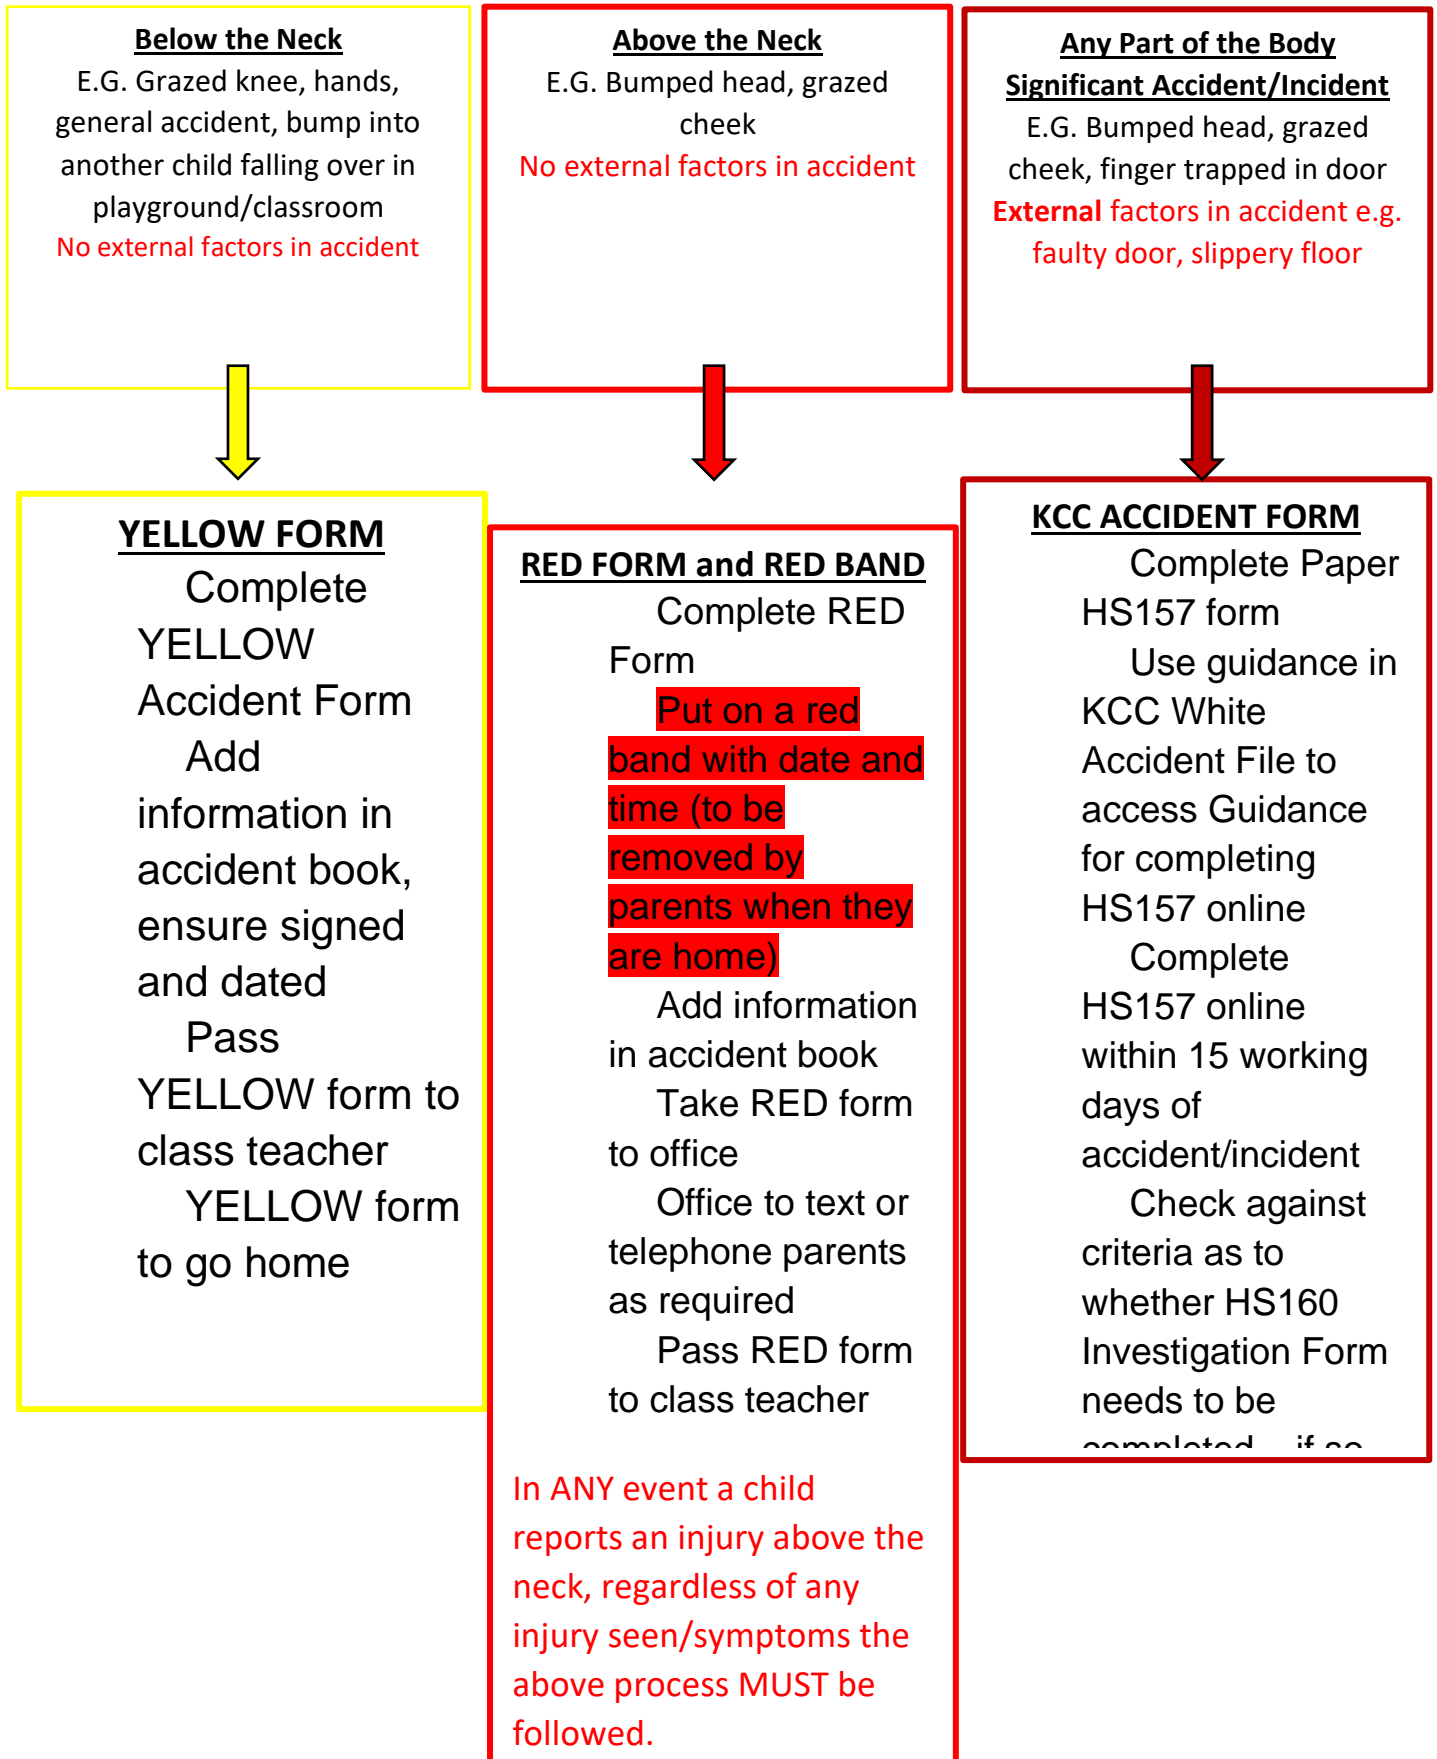 Below the Neck
E.G. Grazed knee, hands,
general accident, bump into
another child falling over in
playground/classroom
No external factors in accident
Above the Neck
E.G. Bumped head, grazed
cheek
No external factors in accident
Any Part of the Body
Significant Accident/Incident
E.G. Bumped head, grazed
cheek, finger trapped in door
External factors in accident e.g.
faulty door, slippery floor
YELLOW FORM
Complete
YELLOW
Accident Form
Add
information in
accident book,
ensure signed
and dated
Pass
YELLOW form to
class teacher
YELLOW form
to go home
RED FORM and RED BAND
Complete RED
Form
Put on a red
band with date and
time (to be
removed by
parents when they
are home)
Add information
in accident book
Take RED form
to office
Office to text or
telephone parents
as required
Pass RED form
to class teacher
In ANY event a child
reports an injury above the
neck, regardless of any
injury seen/symptoms the
above process MUST be
followed.
KCC ACCIDENT FORM
Complete Paper
HS157 form
Use guidance in
KCC White
Accident File to
access Guidance
for completing
HS157 online
Complete
HS157 online
within 15 working
days of
accident/incident
Check against
criteria as to
whether HS160
Investigation Form
needs to be
completed – if so